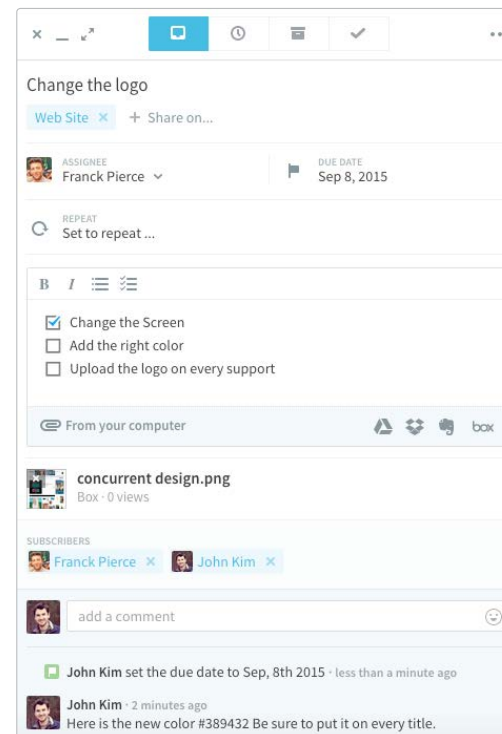 Change the logo
Web Site × + Share on...
ASSIGNEE
Franck Pierce
DUE DATE
Sep 8, 2015
REPEAT
Set to repeat ...
B I
Change the Screen
Add the right color
Upload the logo on every support
From your computer
box
concurrent design.png
Box · 0 views
SUBSCRIBERS
Franck Pierce × John Kim ×
add a comment
John Kim set the due date to Sep, 8th 2015 · less than a minute ago
John Kim · 2 minutes ago
Here is the new color #389432 Be sure to put it on every title.